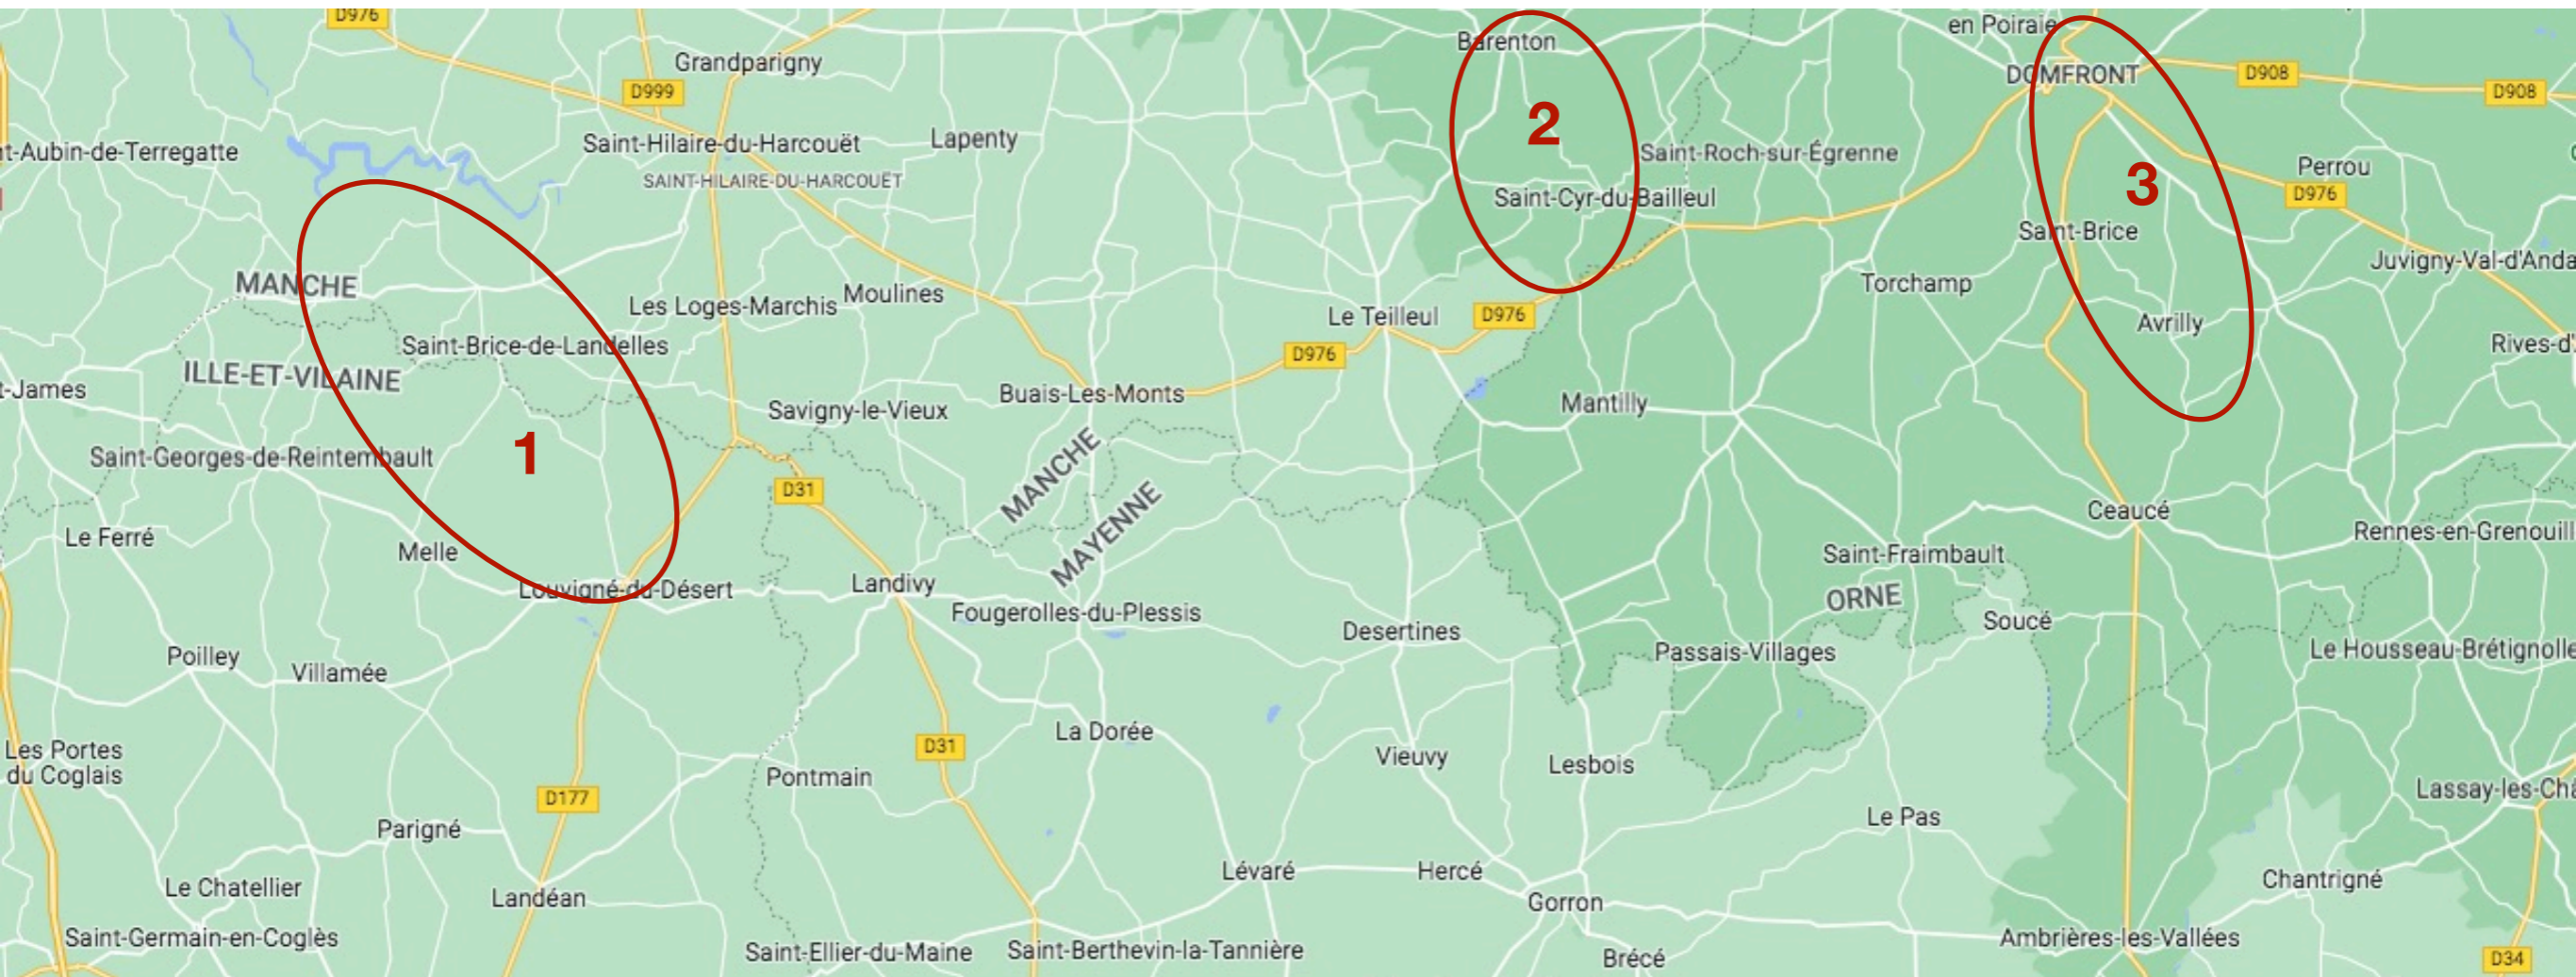 D976
en Poiraie
Barenton
Grandparigny
DOMFRONT
D908
D908
D999
2
Saint-Hilaire-du-Harcouët
Lapenty
nt-Aubin-de-Terregatte
Saint-Roch-sur-Égrenne
Perrou
SAINT-HILAIRE-DU-HARCOUËT
3
D976
Saint-Cyr-du-Bailleul
Saint-Brice
Juvigny-Val-d'Anda
MANCHE
Torchamp
Moulines
Les Loges-Marchis
Le Teilleul
D976
Avrilly
Saint-Brice-de-Landelles
D976
Rives-d'
ILLE-ET-VILAINE
t-James
Buais-Les-Monts
Savigny-le-Vieux
Mantilly
1
Saint-Georges-de-Reintembault
MANCHE
D31
Ceaucé
MAYENNE
Le Ferré
Rennes-en-Grenouill
Melle
Saint-Fraimbault
Landivy
Louvigné-du-Désert
ORNE
Fougerolles-du-Plessis
Soucé
Desertines
Poilley
Passais-Villages
Le Housseau-Brétignolle
Villamée
La Dorée
Les Portes
du Coglais
D31
Vieuvy
Lesbois
Pontmain
Lassay-les-Châ
D177
Le Pas
Parigné
Lévaré
Hercé
Chantrigné
Le Chatellier
Landéan
Gorron
Saint-Germain-en-Coglès
Ambrières-les-Vallées
Saint-Ellier-du-Maine
Saint-Berthevin-la-Tannière
Brécé
D34